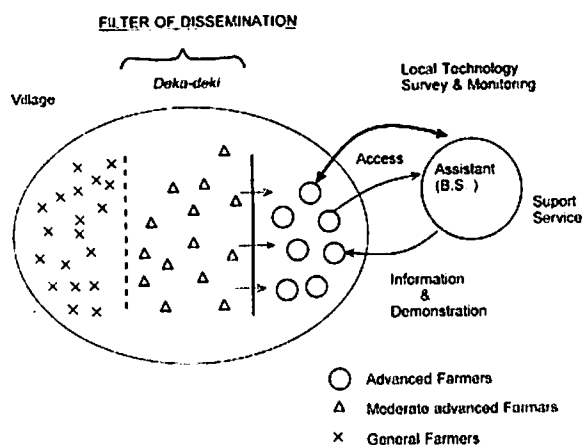 FILTER OF DISSEMINATION
Deka-deki
Village
Local Technology
Survey & Monitoring
Access
Assistant
(B.S. )
Suport
Service
Information
&
Demonstration
Advanced Farmers
Moderate advanced Farmars
General Farmers